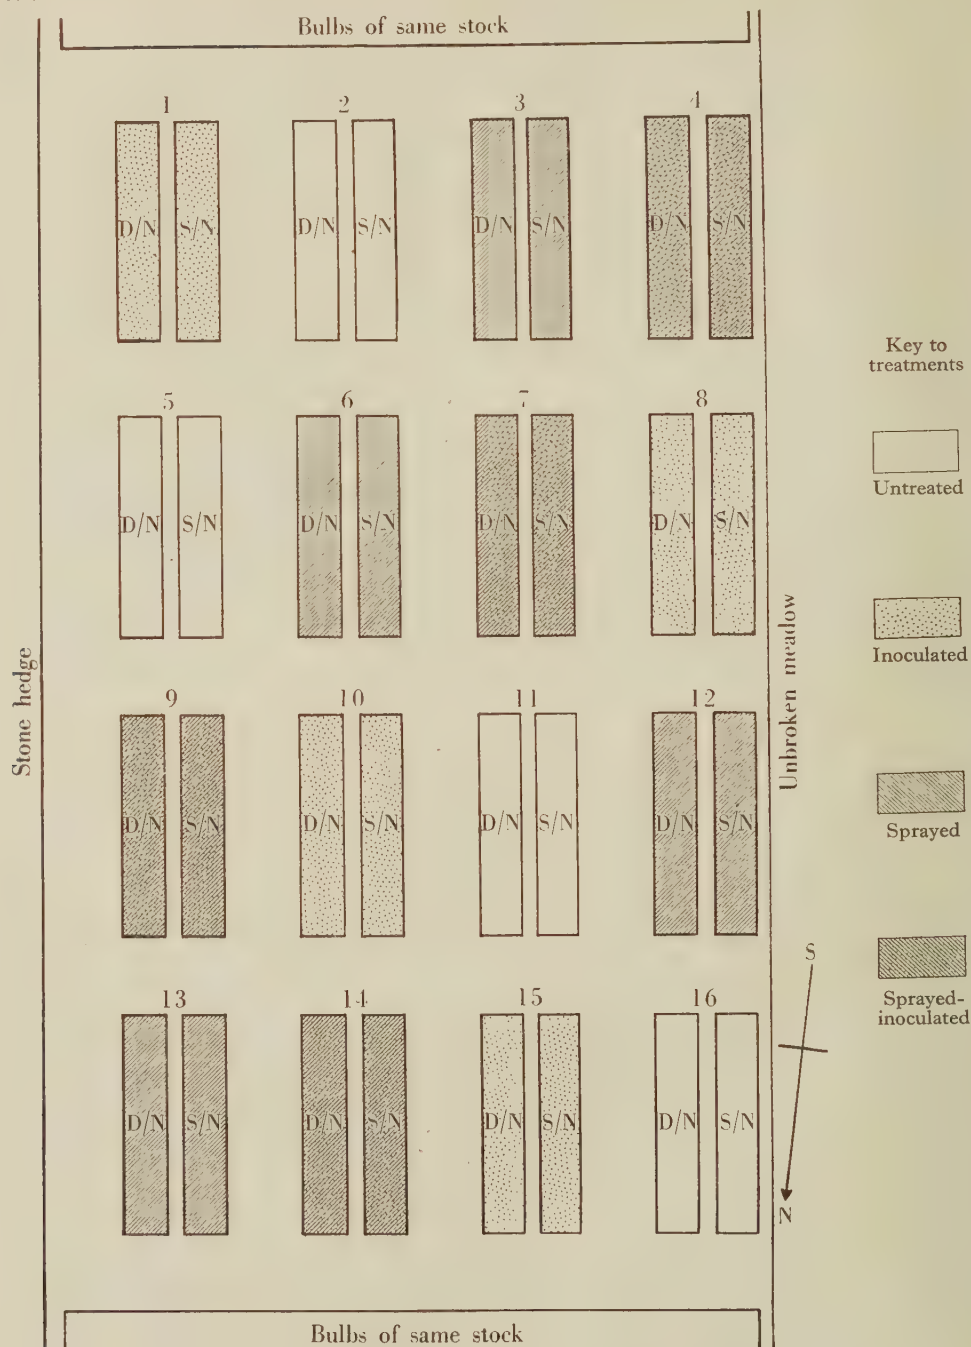 Bulbs of same stock
1 2 3 4
D/N S/N D/N S/N D/N S/N D/N S/N
Key to
treatments
5 6 7 8
Untreated
D/N S/N D/N S/N D/N S/N D/N S/N
Stone hedge
Unbroken meadow
Inoculated
9 10 11 12
D/N S/N D/N S/N D/N S/N D/N S/N
Sprayed
S
13 14 15 16
Sprayed-
inoculated
D/N S/N D/N S/N D/N S/N D/N S/N
N
Bulbs of same stock